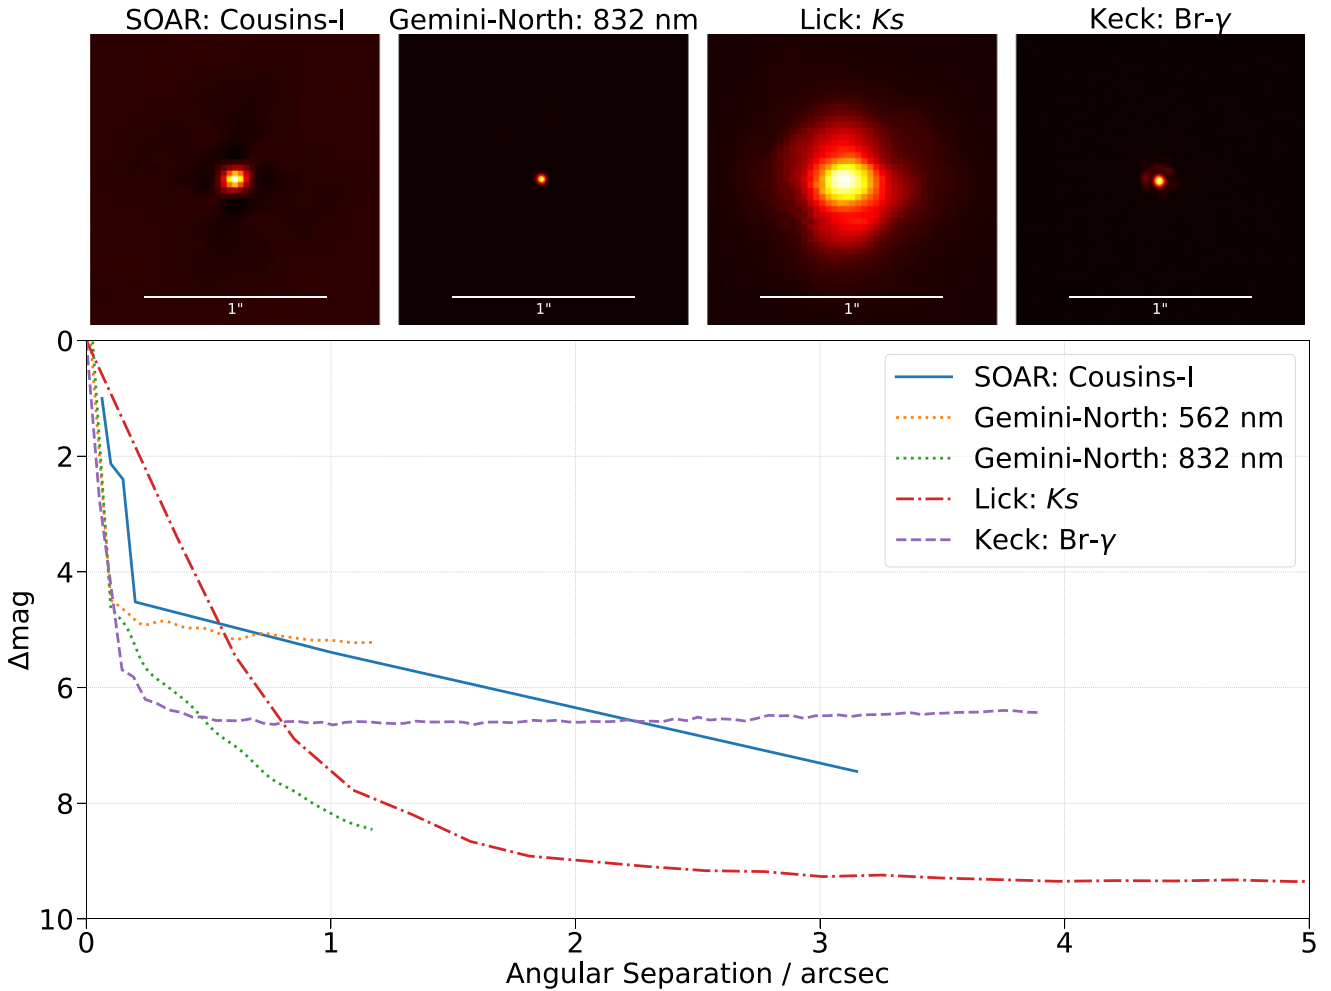 SOAR: Cousins-I
Gemini-North: 832 nm
Lick: Ks
Keck: Br-γ
1"
1"
1"
1"
0
2
4
6
8
10
Δmag
SOAR: Cousins-I
Gemini-North: 562 nm
Gemini-North: 832 nm
Lick: Ks
Keck: Br-γ
0
1
2
3
4
5
Angular Separation / arcsec